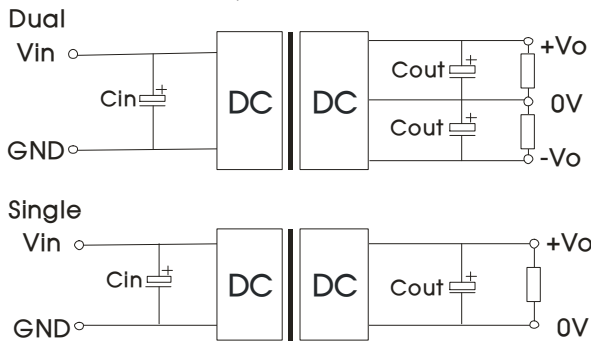 Dual
Vin
+Vo
Cout
Cin
DC
DC
0V
Cout
GND
-Vo
Single
Vin
+Vo
Cin
DC
DC
Cout
GND
0V